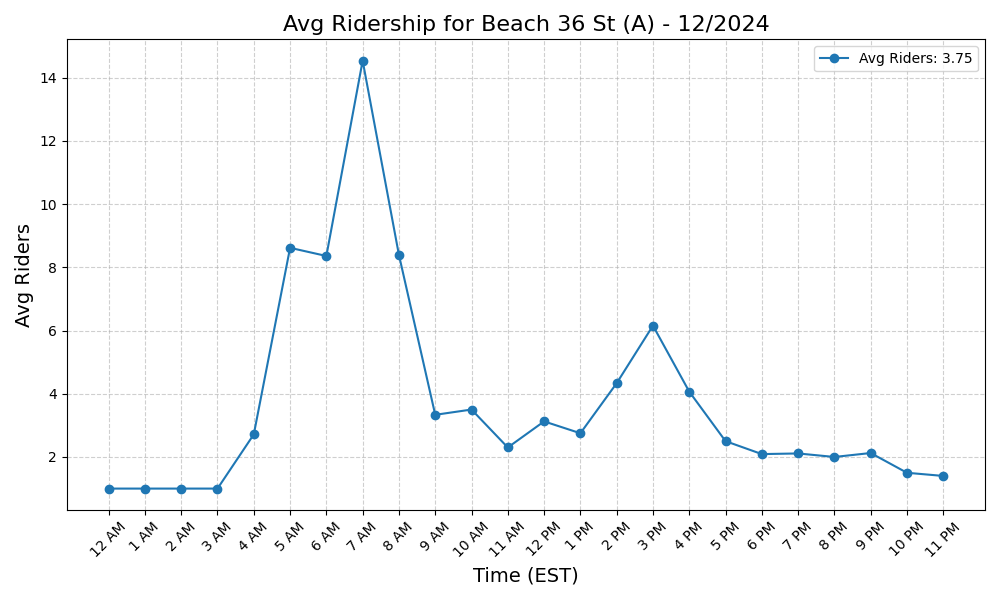 Avg Ridership for Beach 36 St (A) - 12/2024
Avg Riders: 3.75
Avg Riders
14
12
10
8
6
4
2
12 AM
1 AM
2 AM
3 AM
4 AM
5 AM
6 AM
7 AM
8 AM
9 AM
10 AM
11 AM
12 PM
1 PM
2 PM
3 PM
4 PM
5 PM
6 PM
7 PM
8 PM
9 PM
10 PM
11 PM
Time (EST)